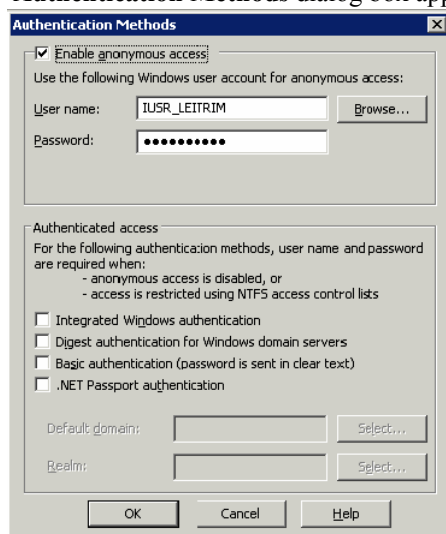 Authentication Methods dialog box app
Authentication Methods
Enable anonymous access
Use the following Windows user account for anonymous access:
User name: IUSR_LEITRIM Browse...
Password: ●●●●●●●●●●
Authenticated access
For the following authentication methods, user name and password
are required when:
- anonymous access is disabled, or
- access is restricted using NTFS access control lists
Integrated Windows authentication
Digest authentication for Windows domain servers
Basic authentication (password is sent in clear text)
.NET Passport authentication
Default domain: Select...
Realm: Select...
OK Cancel Help